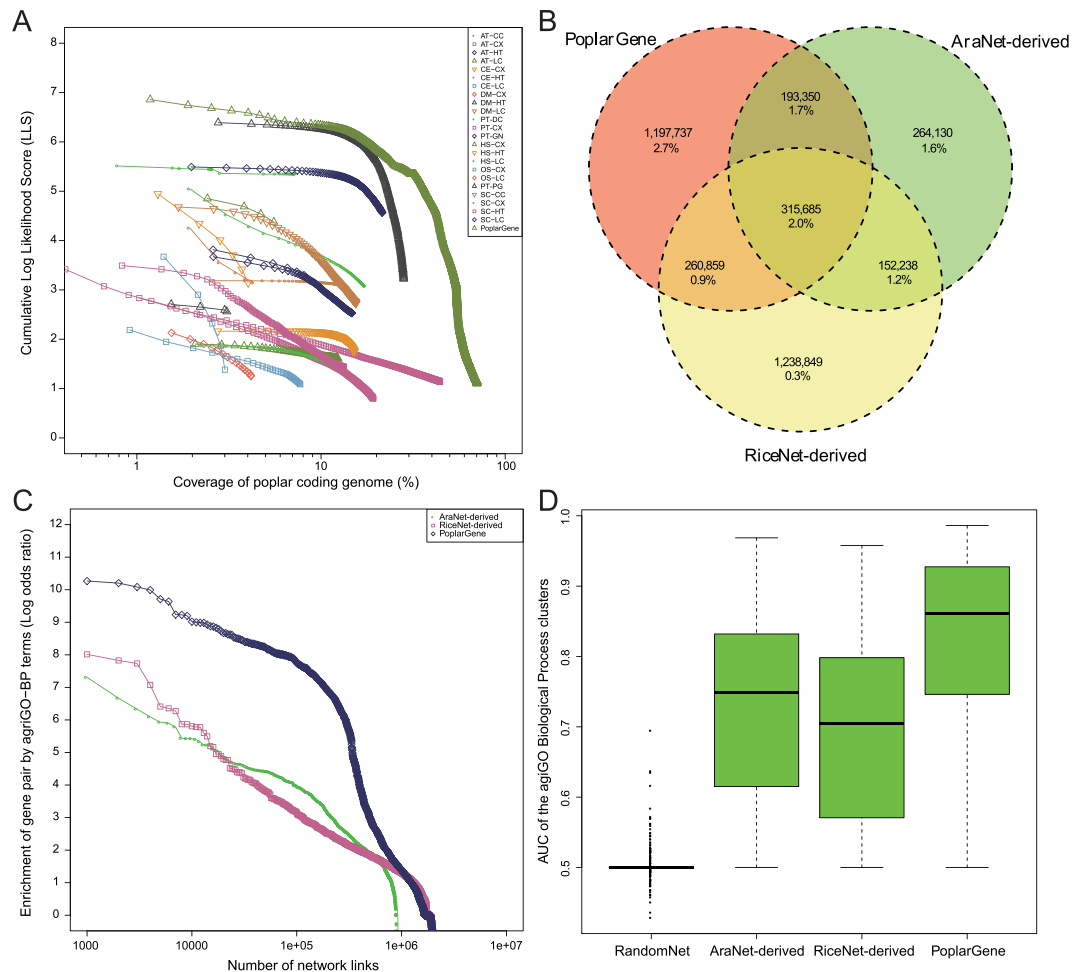 A
Cumulative Log Likelihood Score (LLS)
8
7
6
5
4
3
2
1
0
1
10
100
Coverage of poplar coding genome (%)
AT−CC
AT−CX
AT−HT
AT−LC
CE−CX
CE−HT
CE−LC
DM−CX
DM−HT
DM−LC
PT−DC
PT−CX
PT−GN
HS−CX
HS−HT
HS−LC
OS−CX
OS−LC
PT−PG
SC−CC
SC−CX
SC−HT
SC−LC
PoplarGene
B
PoplarGene
AraNet-derived
193,350
1.7%
1,197,737
2.7%
264,130
1.6%
315,685
2.0%
260,859
0.9%
152,238
1.2%
1,238,849
0.3%
RiceNet-derived
C
Enrichment of gene pair by agriGO−BP terms (Log odds ratio)
12
11
10
9
8
7
6
5
4
3
2
1
0
1000
10000
1e+05
1e+06
1e+07
Number of network links
AraNet−derived
RiceNet−derived
PoplarGene
D
AUC of the agiGO Biological Process clusters
1.0
0.9
0.8
0.7
0.6
0.5
RandomNet
AraNet-derived
RiceNet-derived
PoplarGene